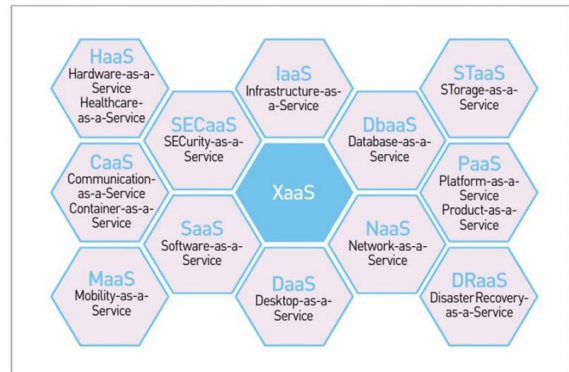 HaaS
Hardware-as-a-
Service
Healthcare-
as-a-Service
IaaS
Infrastructure-as-
a-Service
STaaS
STorage-as-a-
Service
SECaaS
SECurity-as-a-
Service
DbaaS
Database-as-a-
Service
CaaS
Communication-
as-a-Service
Container-as-a-
Service
XaaS
PaaS
Platform-as-a-
Service
Product-as-a-
Service
SaaS
Software-as-a-
Service
NaaS
Network-as-a-
Service
MaaS
Mobility-as-a-
Service
DaaS
Desktop-as-a-
Service
DRaaS
Disaster Recovery-
as-a-Service